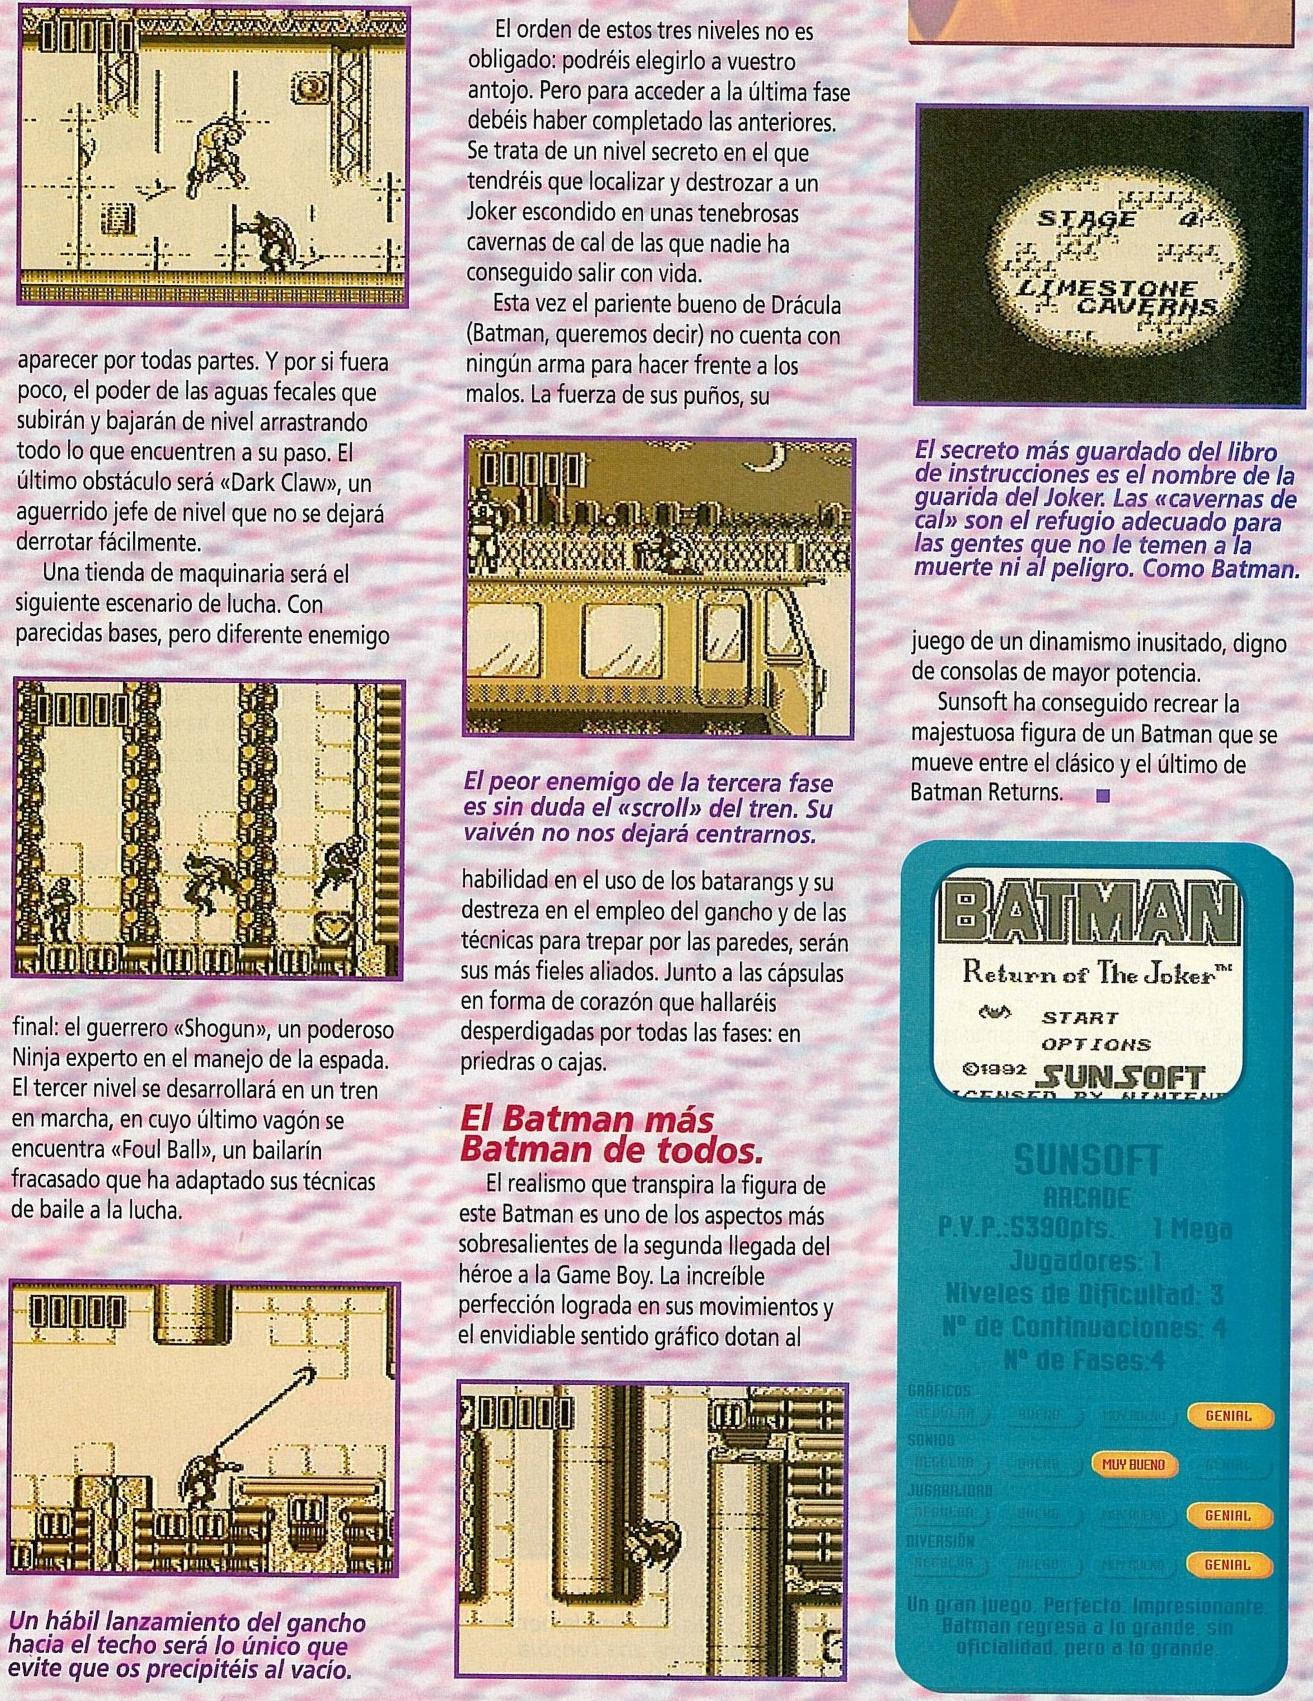 aparecer por todas partes. Y por si fuera
poco, el poder de las aguas fecales que
subirán y bajarán de nivel arrastrando
todo lo que encuentren a su paso. El
último obstáculo será «Dark Claw», un
aguerrido jefe de nivel que no se dejará
derrotar fácilmente.
Una tienda de maquinaria será el
siguiente escenario de lucha. Con
parecidas bases, pero diferente enemigo
final: el guerrero «Shogun», un poderoso
Ninja experto en el manejo de la espada.
El tercer nivel se desarrollará en un tren
en marcha, en cuyo último vagón se
encuentra «Foul Ball», un bailarín
fracasado que ha adaptado sus técnicas
de baile a la lucha.
Un hábil lanzamiento del gancho
hacia el techo será lo único que
evite que os precipitéis al vacío.
El orden de estos tres niveles no es
obligado: podréis elegirlo a vuestro
antojo. Pero para acceder a la última fase
debéis haber completado las anteriores.
Se trata de un nivel secreto en el que
tendréis que localizar y destrozar a un
Joker escondido en unas tenebrosas
cavernas de cal de las que nadie ha
conseguido salir con vida.
Esta vez el pariente bueno de Drácula
(Batman, queremos decir) no cuenta con
ningún arma para hacer frente a los
malos. La fuerza de sus puños, su
El peor enemigo de la tercera fase
es sin duda el «scroll» del tren. Su
vaivén no nos dejará centrarnos.
habilidad en el uso de los batarangs y su
destreza en el empleo del gancho y de las
técnicas para trepar por las paredes, serán
sus más fieles aliados. Junto a las cápsulas
en forma de corazón que hallaréis
desperdigadas por todas las fases: en
priedras o cajas.
El Batman más
Batman de todos.
El realismo que transpira la figura de
este Batman es uno de los aspectos más
sobresalientes de la segunda llegada del
héroe a la Game Boy. La increíble
perfección lograda en sus movimientos y
el envidiable sentido gráfico dotan al
STAGE 4
LIMESTONE
CAVERNS
El secreto más guardado del libro
de instrucciones es el nombre de la
guarida del Joker. Las «cavernas de
cal» son el refugio adecuado para
las gentes que no le temen a la
muerte ni al peligro. Como Batman.
juego de un dinamismo inusitado, digno
de consolas de mayor potencia.
Sunsoft ha conseguido recrear la
majestuosa figura de un Batman que se
mueve entre el clásico y el último de
Batman Returns.
BATMAN
Return of The Joker™
START
OPTIONS
©1992 SUNSOFT
LICENSED BY NINTEN
SUNSOFT
ARCADE
P.V.P.:5390pts. 1 Mega
Jugadores: 1
Niveles de Dificultad: 3
Nº de Continuaciones: 4
Nº de Fases:4
GRÁFICOS
REGULAR BUENO MUY BUENO GENIAL
SONIDO
REGULAR BUENO MUY BUENO GENIAL
JUGABILIDAD
REGULAR BUENO MUY BUENO GENIAL
DIVERSIÓN
REGULAR BUENO MUY BUENO GENIAL
Un gran juego. Perfecto. Impresionante.
Batman regresa a lo grande, sin
oficialidad, pero a lo grande.